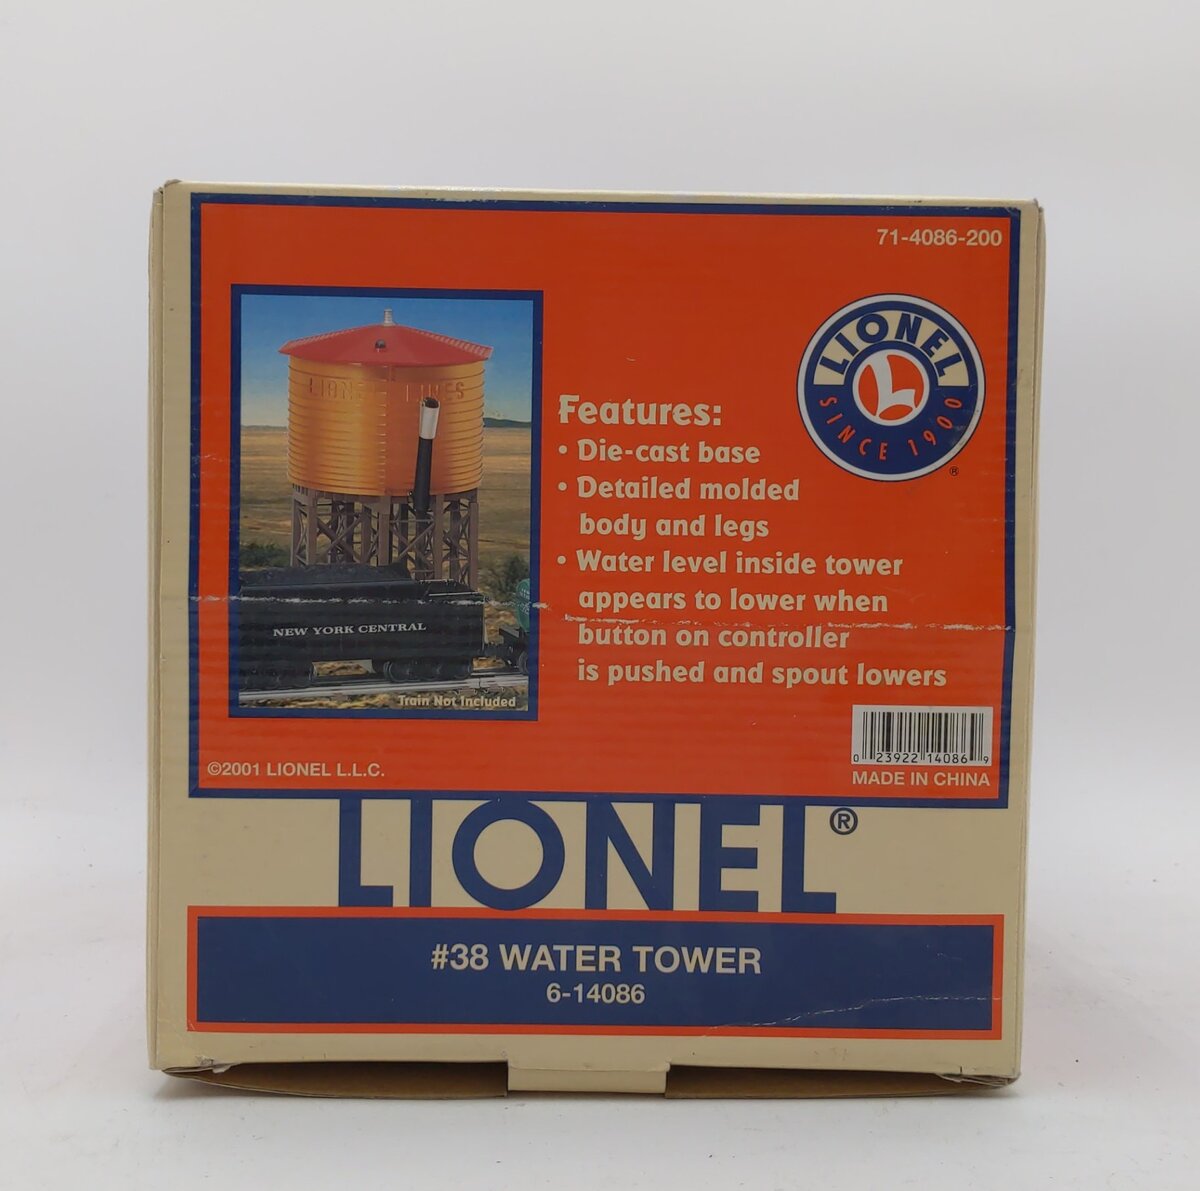 71-4086-200
LIONEL
L
SINCE 1900
®
LIONEL LINES
Features:
• Die-cast base
• Detailed molded
body and legs
• Water level inside tower
appears to lower when
button on controller
is pushed and spout lowers
NEW YORK CENTRAL
Train Not Included
0 23922 14086 9
MADE IN CHINA
©2001 LIONEL L.L.C.
LIONEL®
#38 WATER TOWER
6-14086